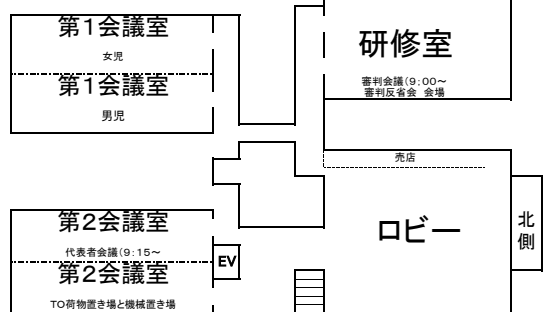 第1会議室
女児
第1会議室
男児
研修室
審判会議(9:00～
審判反省会　会場
売店
ロビー
北側
第2会議室
代表者会議(9:15～
第2会議室
TO荷物置き場と機械置き場
EV